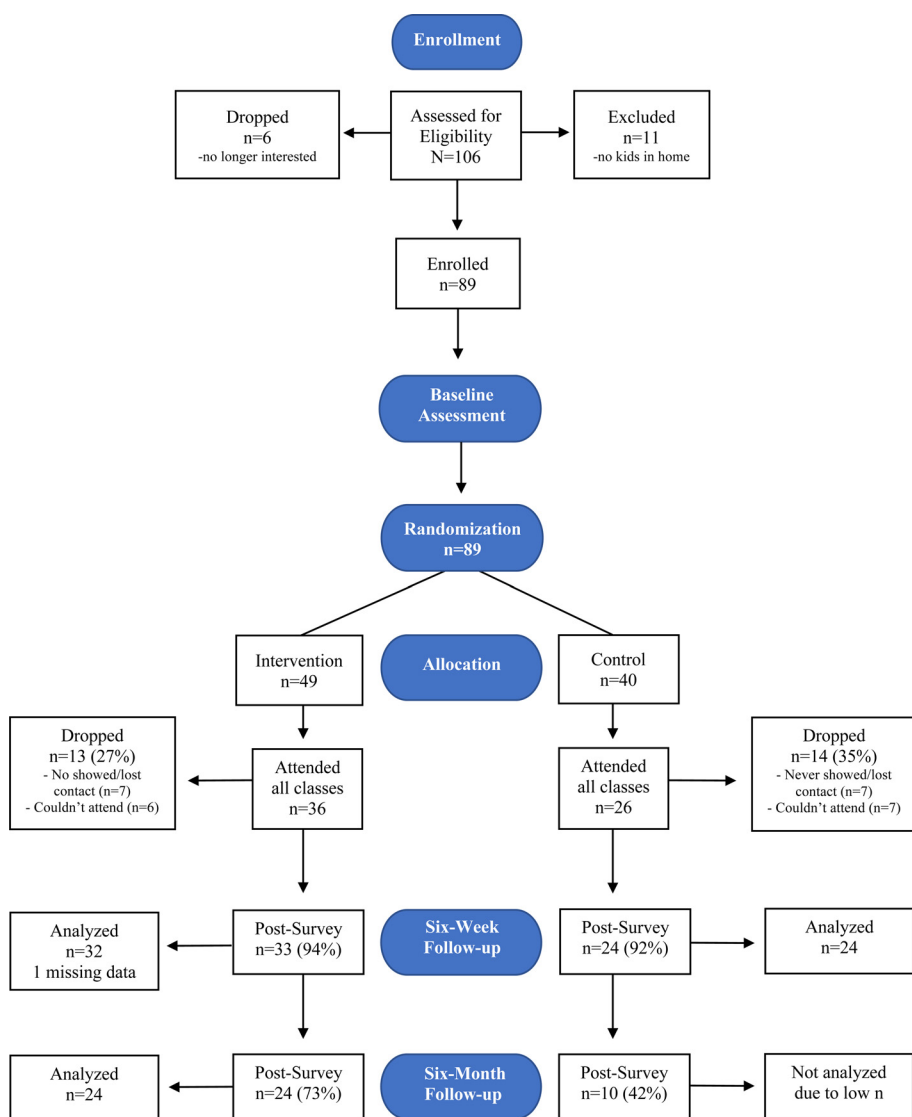 Enrollment
Dropped
n=6
-no longer interested
Assessed for
Eligibility
N=106
Excluded
n=11
-no kids in home
Enrolled
n=89
Baseline
Assessment
Randomization
n=89
Intervention
n=49
Allocation
Control
n=40
Dropped
n=13 (27%)
- No showed/lost
contact (n=7)
- Couldn't attend (n=6)
Attended
all classes
n=36
Attended
all classes
n=26
Dropped
n=14 (35%)
- Never showed/lost
contact (n=7)
- Couldn't attend (n=7)
Analyzed
n=32
1 missing data
Post-Survey
n=33 (94%)
Six-Week
Follow-up
Post-Survey
n=24 (92%)
Analyzed
n=24
Analyzed
n=24
Post-Survey
n=24 (73%)
Six-Month
Follow-up
Post-Survey
n=10 (42%)
Not analyzed
due to low n